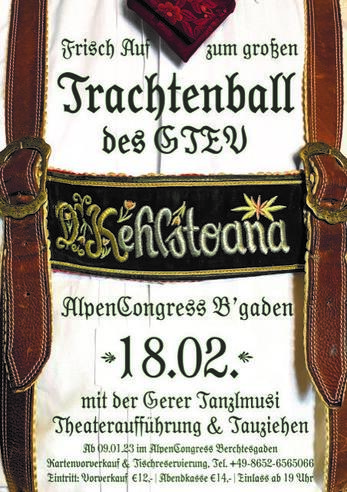 Frisch Auf zum großen
Trachtenball
des GTEV
D'Kehlstoana
AlpenCongress B'gaden
18.02.
mit der Gerer Tanzlmusi
Theateraufführung & Tauziehen
Ab 09.01.23 im AlpenCongress Berchtesgaden
Kartenvorverkauf & Tischreservierung, Tel. +49-8652-6565066
Eintritt: Vorverkauf €12,- | Abendkasse €14,- | Einlass ab 19 Uhr